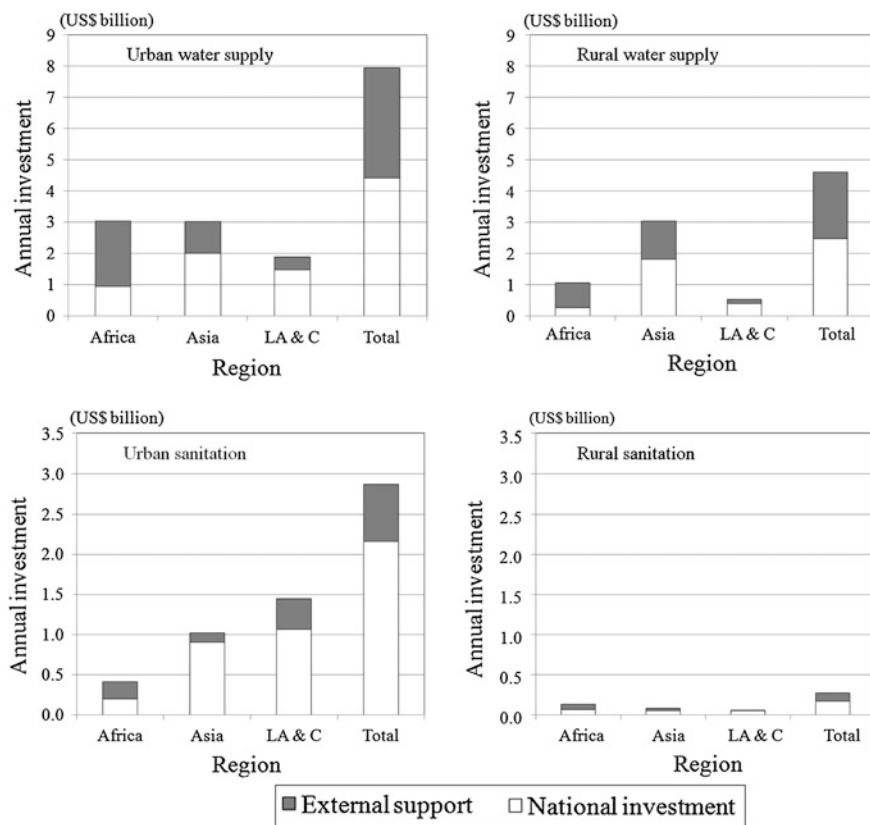 (US$ billion)
Urban water supply
Annual investment
9
8
7
6
5
4
3
2
1
0
Africa Asia LA & C Total
Region
(US$ billion)
Rural water supply
Annual investment
9
8
7
6
5
4
3
2
1
0
Africa Asia LA & C Total
Region
(US$ billion)
Urban sanitation
Annual investment
3.5
3.0
2.5
2.0
1.5
1.0
0.5
0.0
Africa Asia LA & C Total
Region
(US$ billion)
Rural sanitation
Annual investment
3.5
3.0
2.5
2.0
1.5
1.0
0.5
0.0
Africa Asia LA & C Total
Region
External support National investment